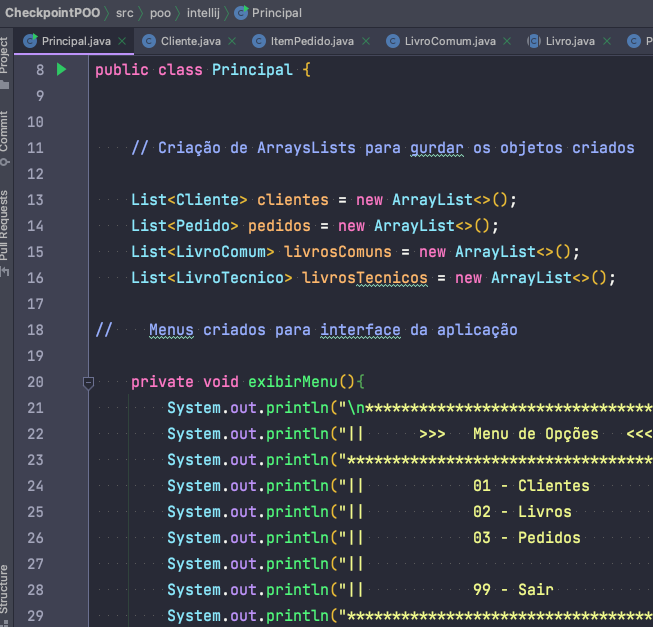 CheckpointPOO › src › poo › intellij › Principal
Principal.java × Cliente.java × ItemPedido.java × LivroComum.java × Livro.java × P
Project
Commit
Pull Requests
Structure
8 public class Principal {
9
10
11 // Criação de ArraysLists para gurdar os objetos criados
12
13 List<Cliente> clientes = new ArrayList<>();
14 List<Pedido> pedidos = new ArrayList<>();
15 List<LivroComum> livrosComuns = new ArrayList<>();
16 List<LivroTecnico> livrosTecnicos = new ArrayList<>();
17
18 // Menus criados para interface da aplicação
19
20 private void exibirMenu(){
21 System.out.println("\n********************************
22 System.out.println("|| >>> Menu de Opções <<<
23 System.out.println("**********************************
24 System.out.println("|| 01 - Clientes
25 System.out.println("|| 02 - Livros
26 System.out.println("|| 03 - Pedidos
27 System.out.println("||
28 System.out.println("|| 99 - Sair
29 System.out.println("**********************************